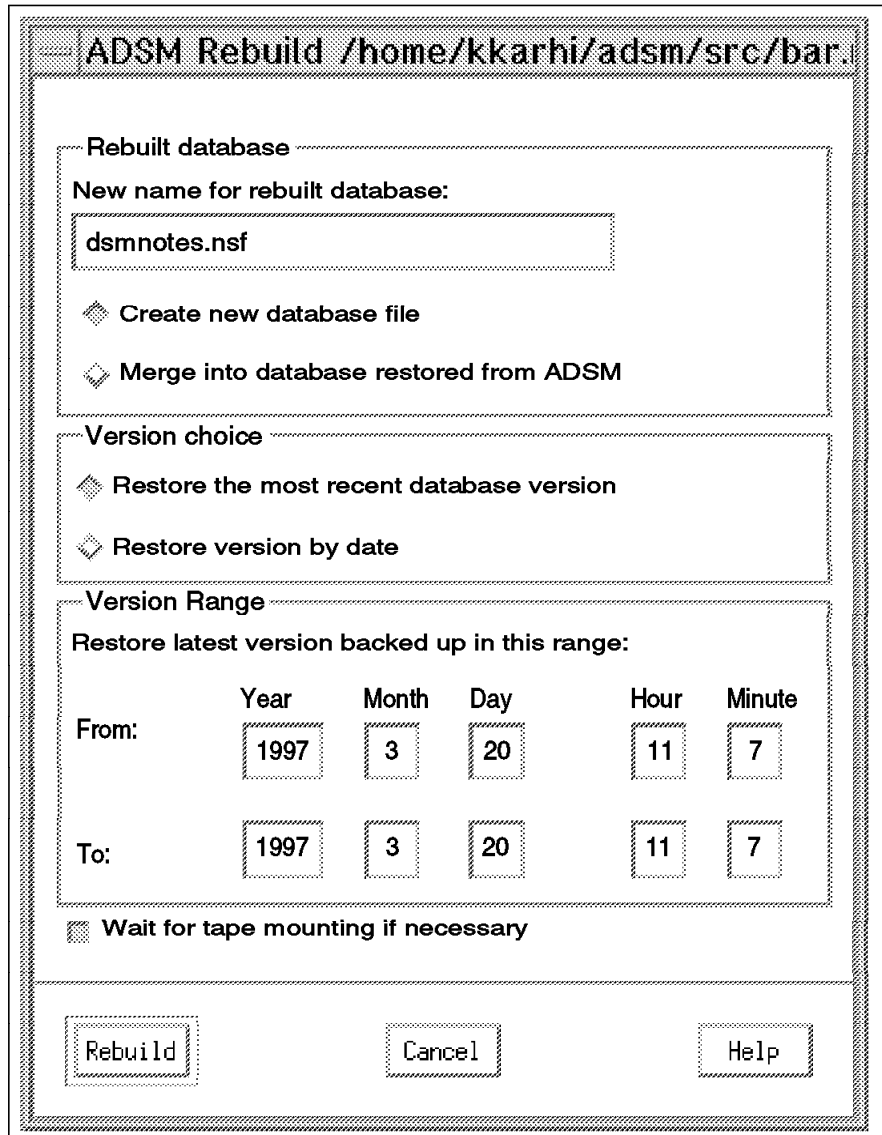 ADSM Rebuild /home/kkarhi/adsm/src/bar.
Rebuilt database
New name for rebuilt database:
dsmnotes.nsf
Create new database file
Merge into database restored from ADSM
Version choice
Restore the most recent database version
Restore version by date
Version Range
Restore latest version backed up in this range:
Year Month Day Hour Minute
From: 1997 3 20 11 7
To: 1997 3 20 11 7
Wait for tape mounting if necessary
Rebuild Cancel Help